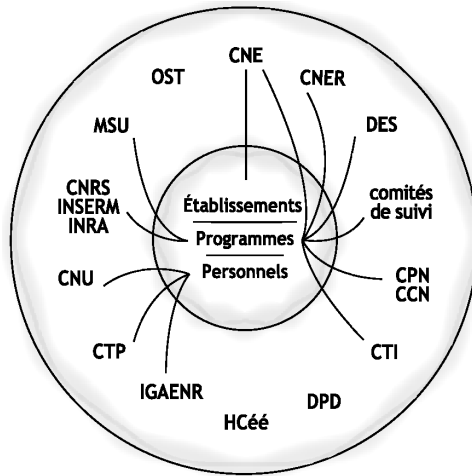 CNE
OST
CNER
MSU
DES
CNRS
INSERM
INRA
Établissements
comités
de suivi
Programmes
Personnels
CNU
CPN
CCN
CTP
CTI
IGAENR
DPD
HCéé